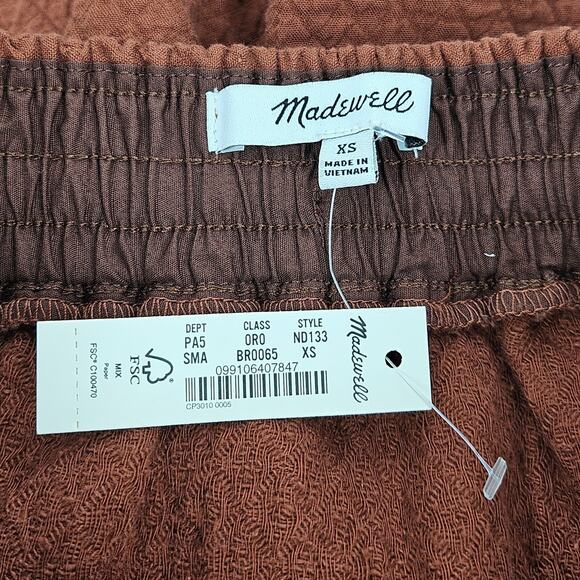 Madewell
XS
MADE IN
VIETNAM
DEPT CLASS STYLE
PA5 ORO ND133
SMA BR0065 XS
099106407847
CP3010 0005
Madewell
FSC
MIX
Paper
FSC® C100470